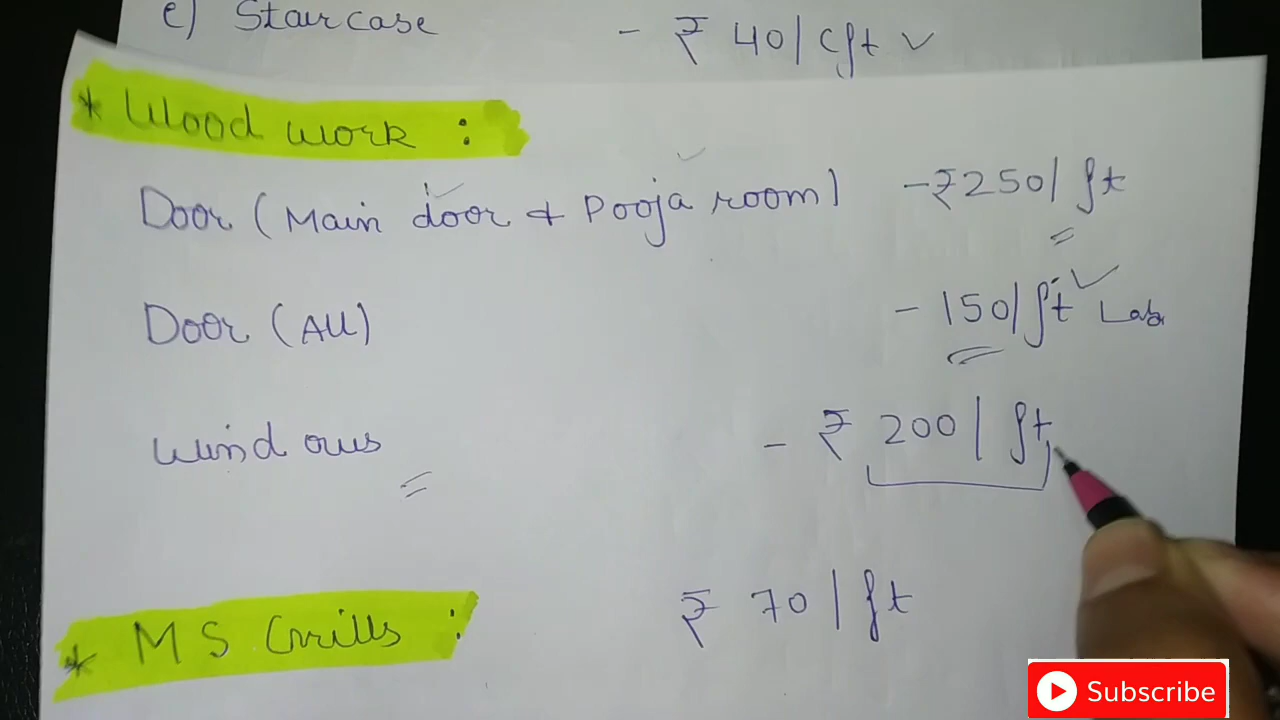 e) Staircase - ₹ 40/cft ✓
* Wood work :
Door (Main door & Pooja room) - ₹250/ft
Door (All) - 150/ft Labr
Windows - ₹ 200/ft
* MS Grills : ₹ 70/ft
Subscribe